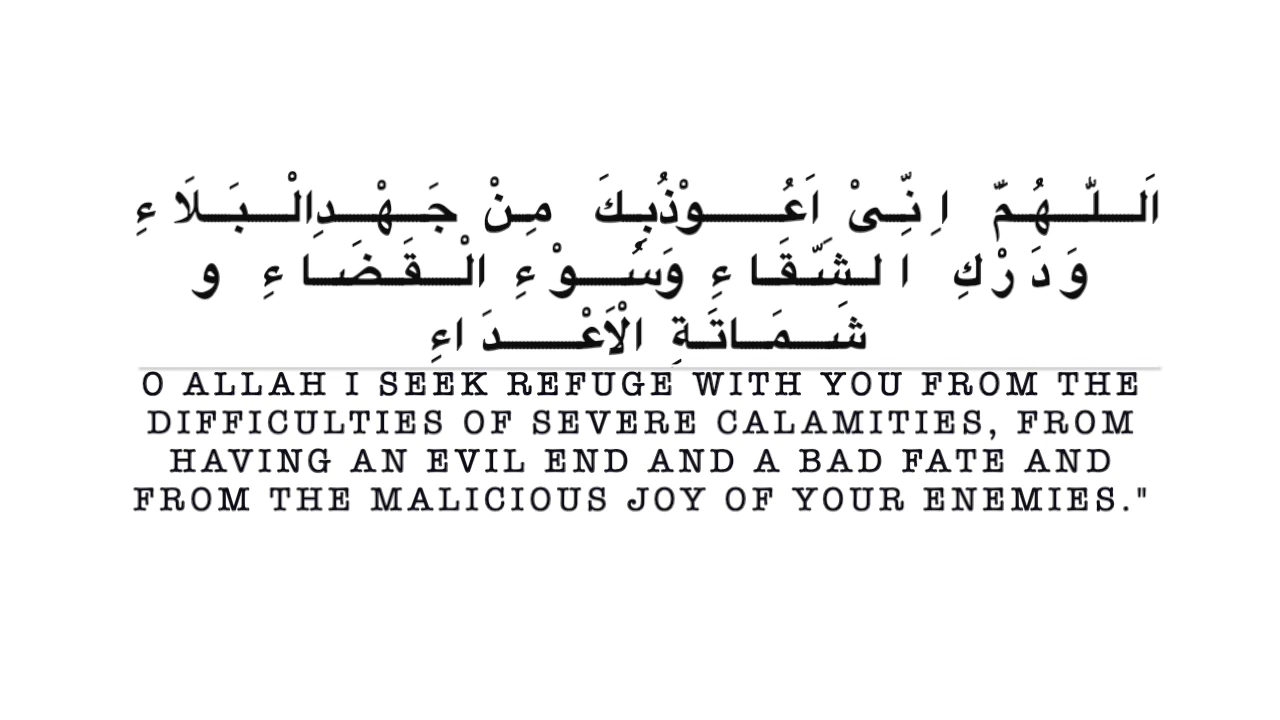 اَللّٰهُمَّ اِنِّىْ اَعُوْذُبِكَ مِنْ جَهْدِالْبَلَاءِ
وَدَرْكِ الشَّقَاءِ وَسُوْءِ الْقَضَاءِ و
شَمَاتَةِ الْاَعْدَاءِ
O ALLAH I SEEK REFUGE WITH YOU FROM THE
DIFFICULTIES OF SEVERE CALAMITIES, FROM
HAVING AN EVIL END AND A BAD FATE AND
FROM THE MALICIOUS JOY OF YOUR ENEMIES."